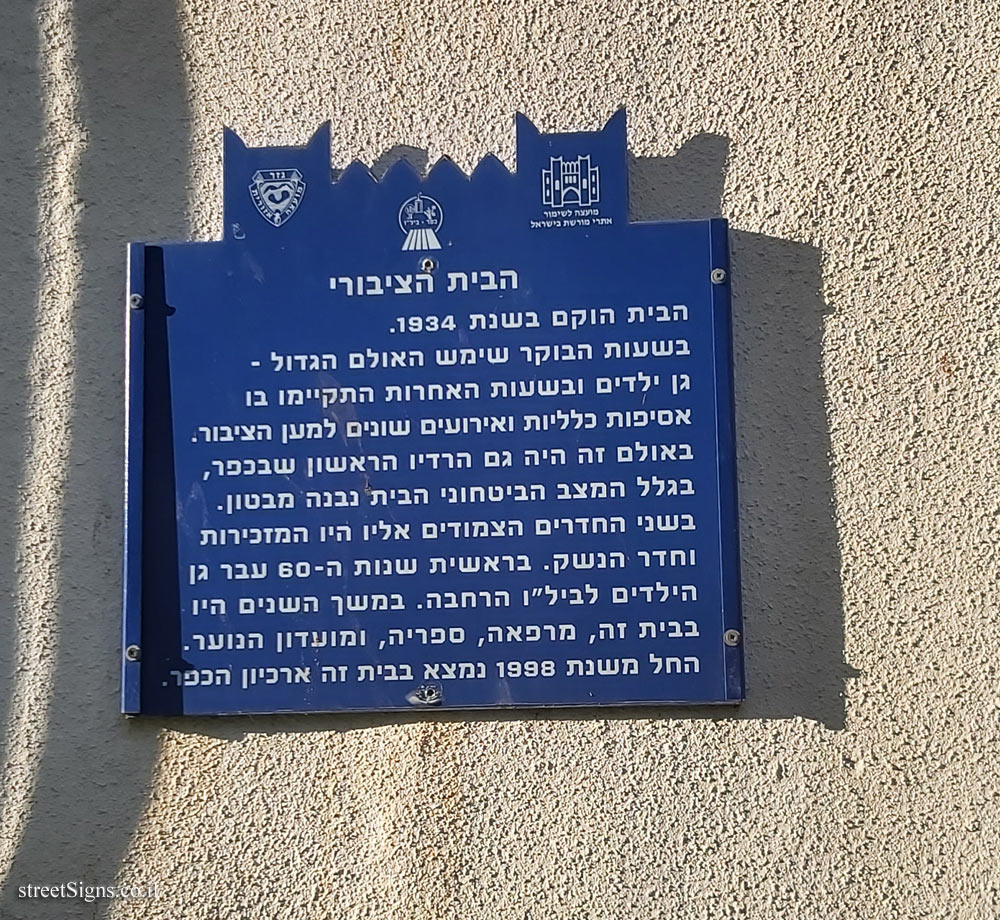 גזר
מועצה אזורית
כפר - ביל"ו
מועצה לשימור
אתרי מורשת בישראל
הבית הציבורי
הבית הוקם בשנת 1934.
בשעות הבוקר שימש האולם הגדול -
גן ילדים ובשעות האחרות התקיימו בו
אסיפות כלליות ואירועים שונים למען הציבור.
באולם זה היה גם הרדיו הראשון שבכפר,
בגלל המצב הביטחוני הבית נבנה מבטון.
בשני החדרים הצמודים אליו היו המזכירות
וחדר הנשק. בראשית שנות ה-60 עבר גן
הילדים לביל"ו הרחבה. במשך השנים היו
בבית זה, מרפאה, ספריה, ומועדון הנוער.
החל משנת 1998 נמצא בבית זה ארכיון הכפר.
streetSigns.co.il